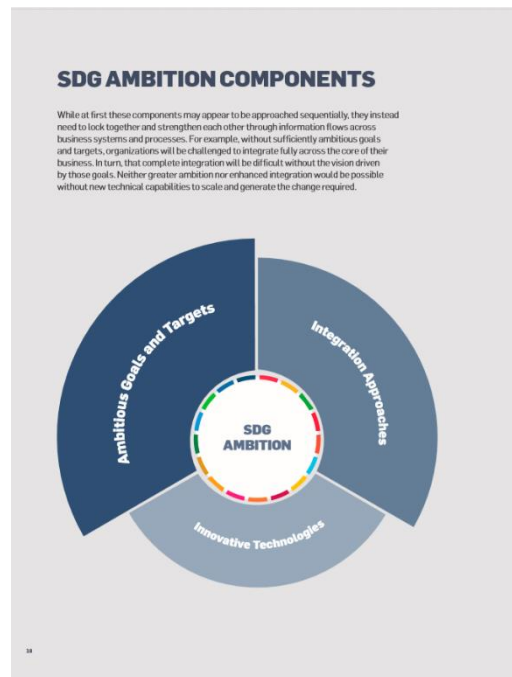 SDG AMBITION COMPONENTS
While at first these components may appear to be approached sequentially, they instead
need to lock together and strengthen each other through information flows across
business systems and processes. For example, without sufficiently ambitious goals
and targets, organizations will be challenged to integrate fully across the core of their
business. In turn, that complete integration will be difficult without the vision driven
by those goals. Neither greater ambition nor enhanced integration would be possible
without new technical capabilities to scale and generate the change required.
Ambitious Goals and Targets
Integration Approaches
SDG
AMBITION
Innovative Technologies